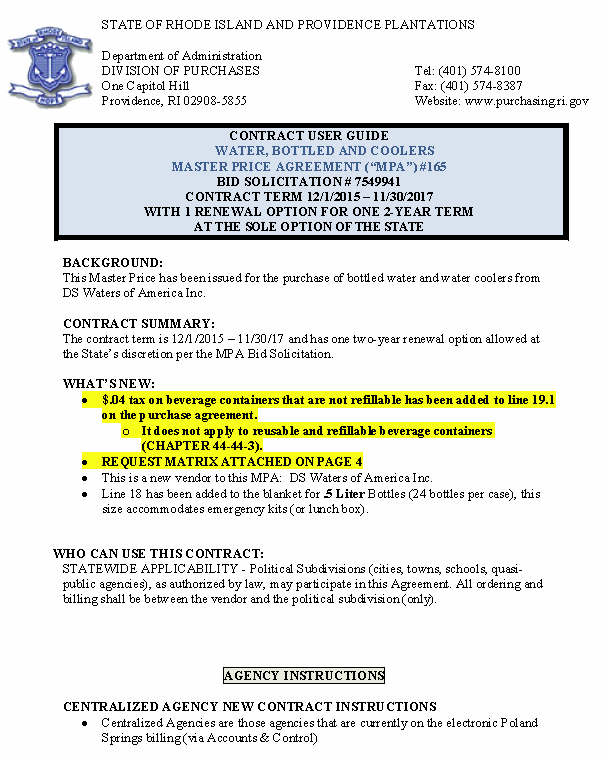 STATE OF RHODE ISLAND AND PROVIDENCE PLANTATIONS
Department of Administration
DIVISION OF PURCHASES
Tel: (401) 574-8100
One Capitol Hill
Fax: (401) 574-8387
Providence, RI 02908-5855
Website: www.purchasing.ri.gov
CONTRACT USER GUIDE
WATER, BOTTLED AND COOLERS
MASTER PRICE AGREEMENT (“MPA”) #165
BID SOLICITATION # 7549941
CONTRACT TERM 12/1/2015 – 11/30/2017
WITH 1 RENEWAL OPTION FOR ONE 2-YEAR TERM
AT THE SOLE OPTION OF THE STATE
BACKGROUND:
This Master Price has been issued for the purchase of bottled water and water coolers from
DS Waters of America Inc.
CONTRACT SUMMARY:
The contract term is 12/1/2015 – 11/30/17 and has one two-year renewal option allowed at
the State’s discretion per the MPA Bid Solicitation.
WHAT’S NEW:
• $.04 tax on beverage containers that are not refillable has been added to line 19.1
on the purchase agreement.
o It does not apply to reusable and refillable beverage containers
(CHAPTER 44-44-3).
• REQUEST MATRIX ATTACHED ON PAGE 4
• This is a new vendor to this MPA: DS Waters of America Inc.
• Line 18 has been added to the blanket for .5 Liter Bottles (24 bottles per case), this
size accommodates emergency kits (or lunch box).
WHO CAN USE THIS CONTRACT:
STATEWIDE APPLICABILITY - Political Subdivisions (cities, towns, schools, quasi-
public agencies), as authorized by law, may participate in this Agreement. All ordering and
billing shall be between the vendor and the political subdivision (only).
AGENCY INSTRUCTIONS
CENTRALIZED AGENCY NEW CONTRACT INSTRUCTIONS
• Centralized Agencies are those agencies that are currently on the electronic Poland
Springs billing (via Accounts & Control)